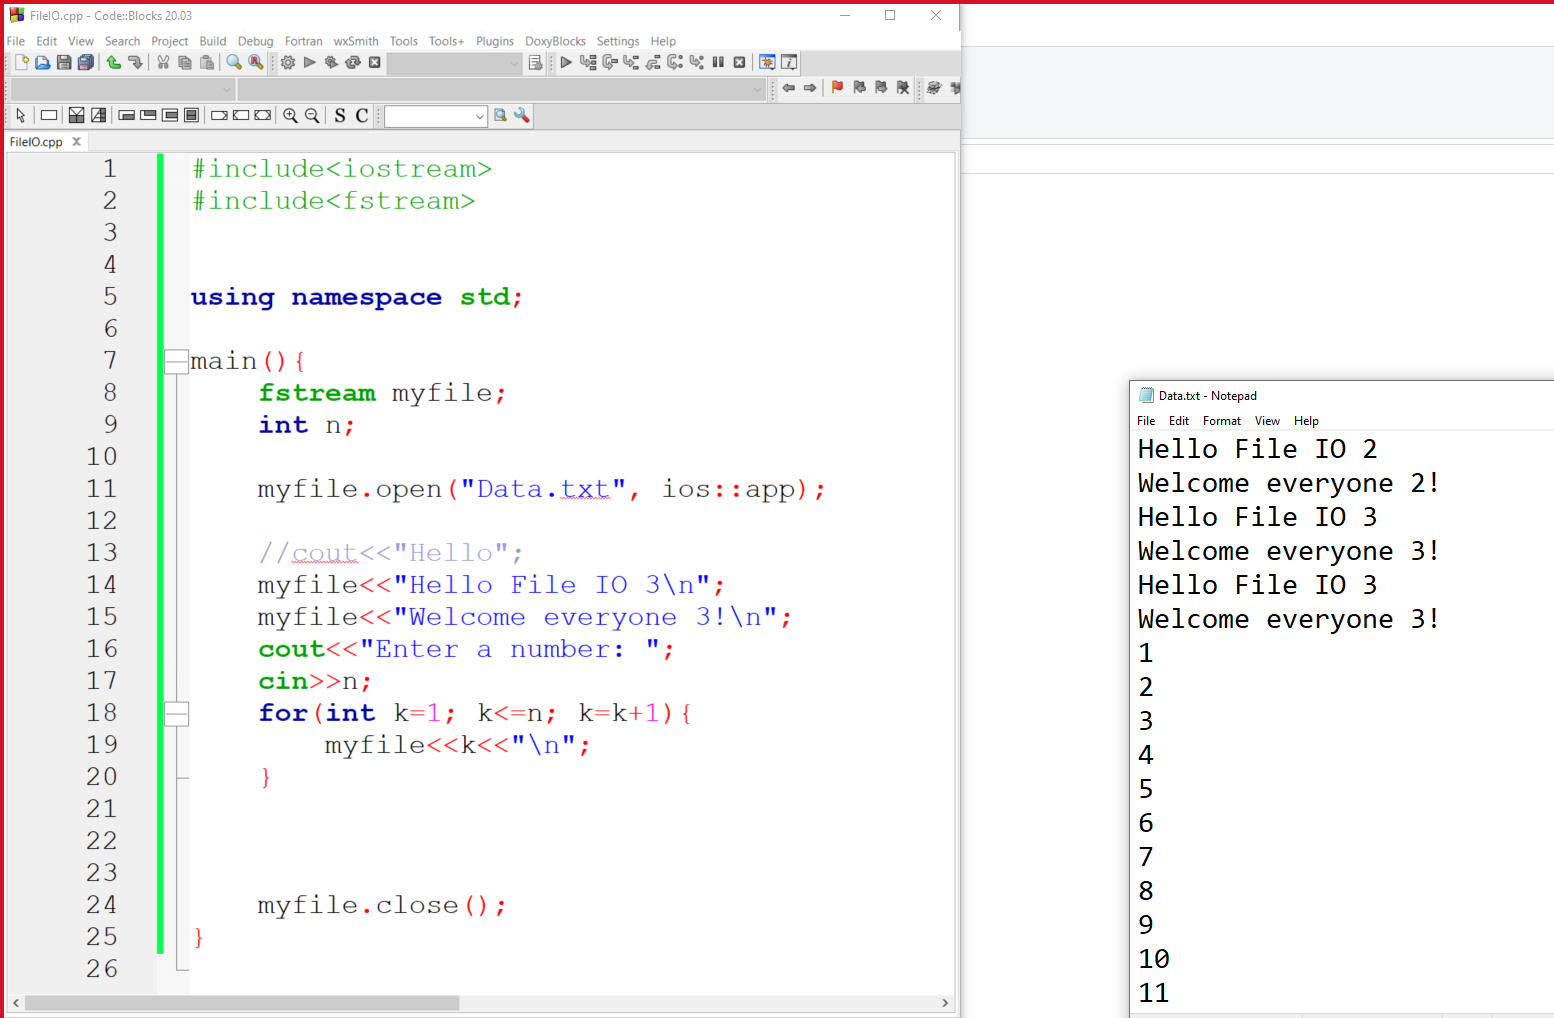 FileIO.cpp - Code::Blocks 20.03
File Edit View Search Project Build Debug Fortran wxSmith Tools Tools+ Plugins DoxyBlocks Settings Help
S C
FileIO.cpp
1 #include<iostream>
2 #include<fstream>
3
4
5 using namespace std;
6
7 main(){
8 fstream myfile;
9 int n;
10
11 myfile.open("Data.txt", ios::app);
12
13 //cout<<"Hello";
14 myfile<<"Hello File IO 3\n";
15 myfile<<"Welcome everyone 3!\n";
16 cout<<"Enter a number: ";
17 cin>>n;
18 for(int k=1; k<=n; k=k+1){
19 myfile<<k<<"\n";
20 }
21
22
23
24 myfile.close();
25 }
26
Data.txt - Notepad
File Edit Format View Help
Hello File IO 2
Welcome everyone 2!
Hello File IO 3
Welcome everyone 3!
Hello File IO 3
Welcome everyone 3!
1
2
3
4
5
6
7
8
9
10
11